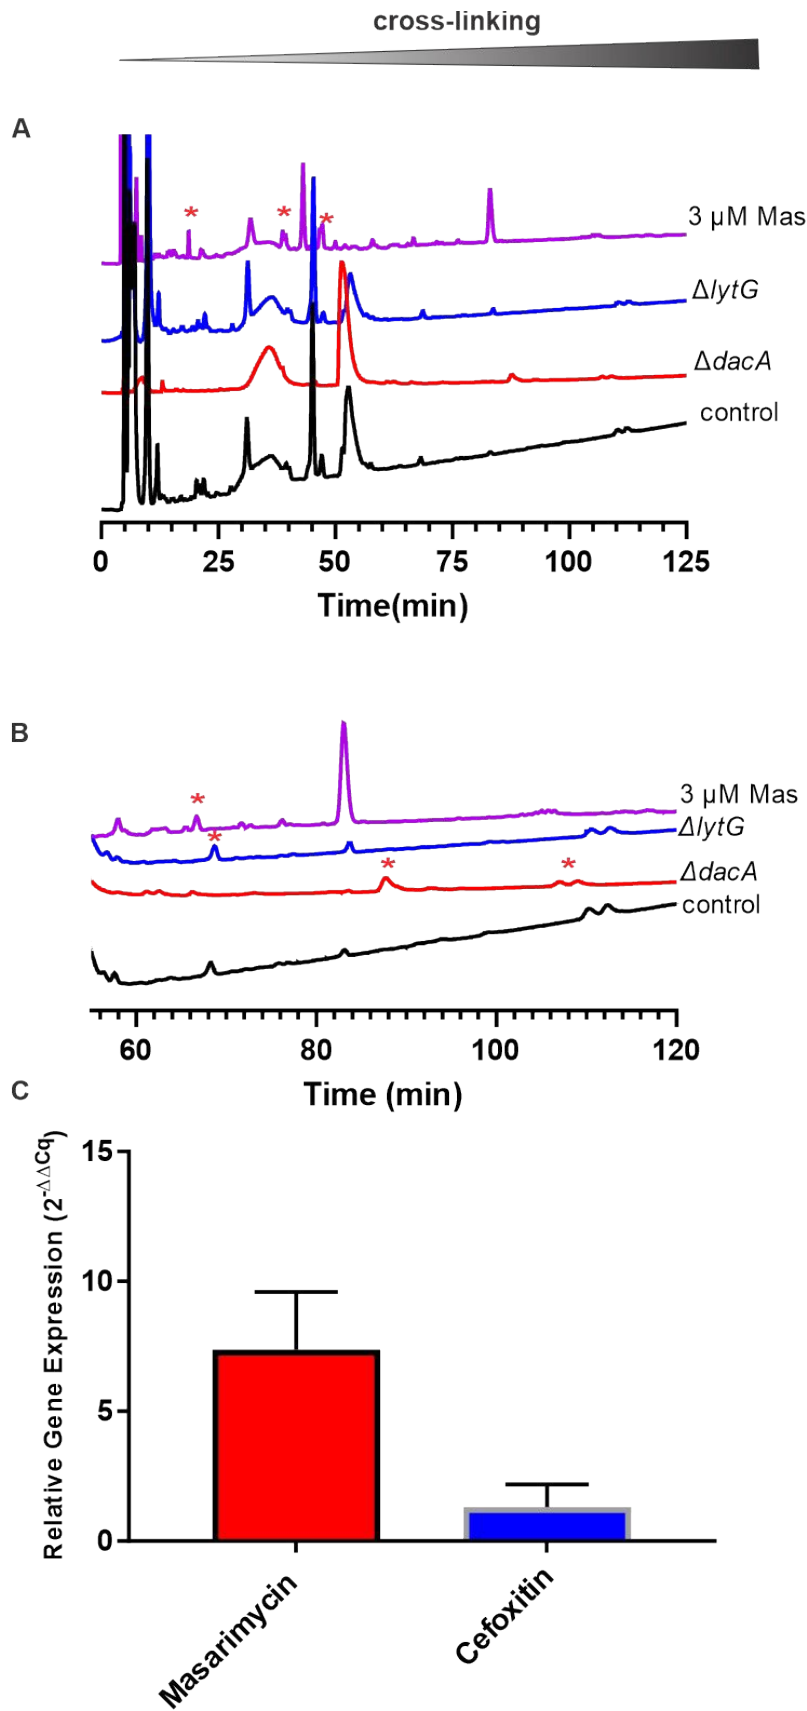 cross-linking
A
3 µM Mas
ΔlytG
ΔdacA
control
0 25 50 75 100 125
Time(min)
B
3 µM Mas
ΔlytG
ΔdacA
control
60 80 100 120
Time (min)
C
Relative Gene Expression (2^-ΔΔCq)
15
10
5
0
Masarimycin
Cefoxitin